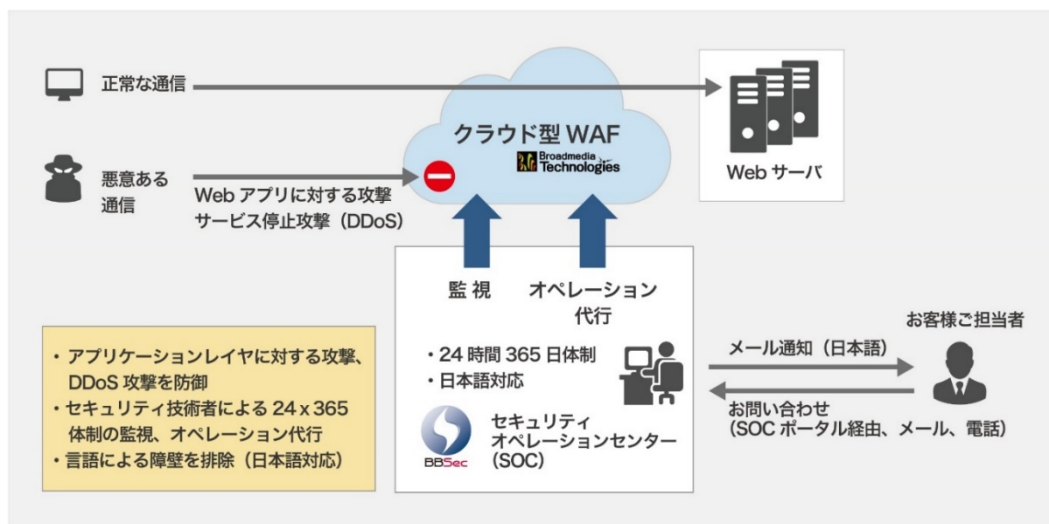 正常な通信
クラウド型 WAF
Broadmedia
Technologies
Web サーバ
悪意ある
通信
Web アプリに対する攻撃
サービス停止攻撃（DDoS）
監 視
オペレーション
代行
・24 時間 365 日体制
・日本語対応
BBSec
セキュリティ
オペレーションセンター
(SOC)
お客様ご担当者
メール通知（日本語）
お問い合わせ
（SOC ポータル経由、メール、電話）
・アプリケーションレイヤに対する攻撃、
DDoS 攻撃を防御
・セキュリティ技術者による 24 x 365
体制の監視、オペレーション代行
・言語による障壁を排除（日本語対応）